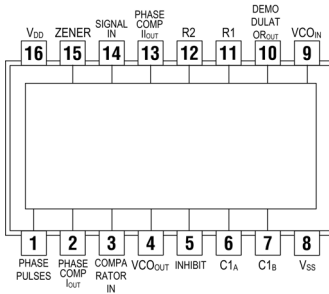 VDD
ZENER
SIGNAL
IN
PHASE
COMP
IIOUT
R2
R1
DEMO
DULAT
OROUT
VCOIN
16
15
14
13
12
11
10
9
1
2
3
4
5
6
7
8
PHASE
PULSES
PHASE
COMP
IOUT
COMPA
RATOR
IN
VCOOUT
INHIBIT
C1A
C1B
VSS